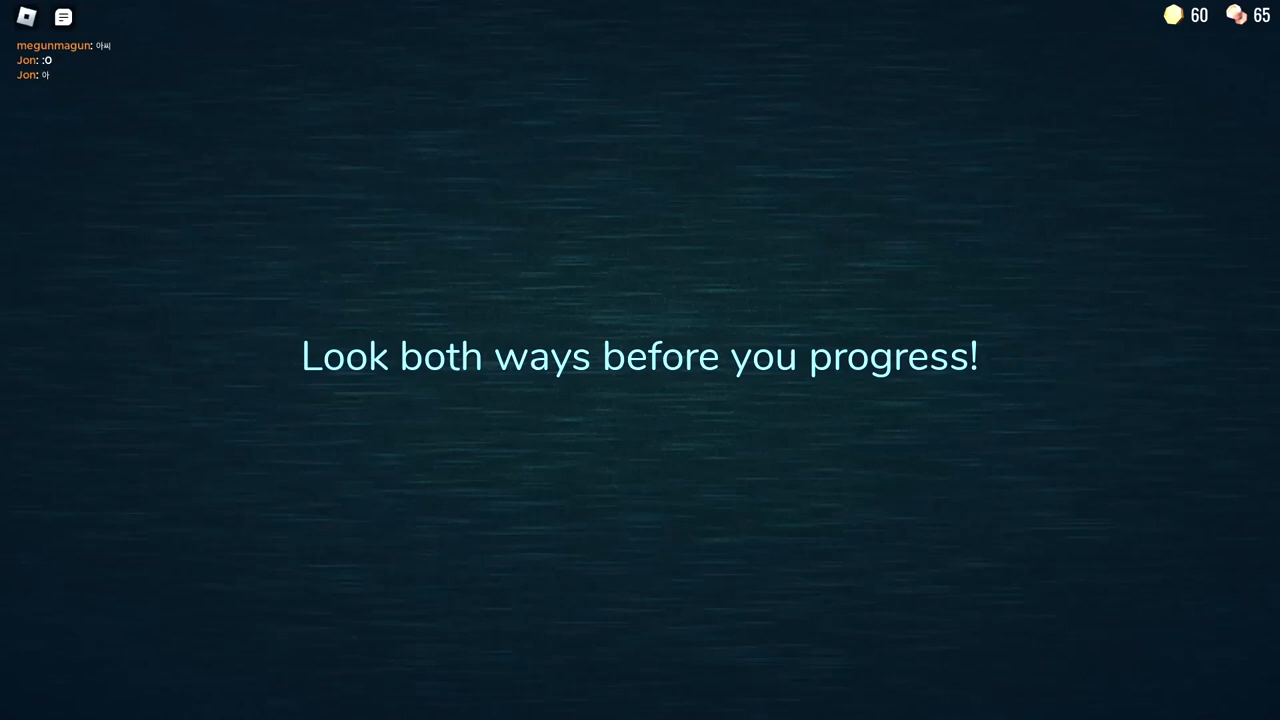 60 65
megunmagun: 아씨
Jon: :O
Jon: 아
Look both ways before you progress!